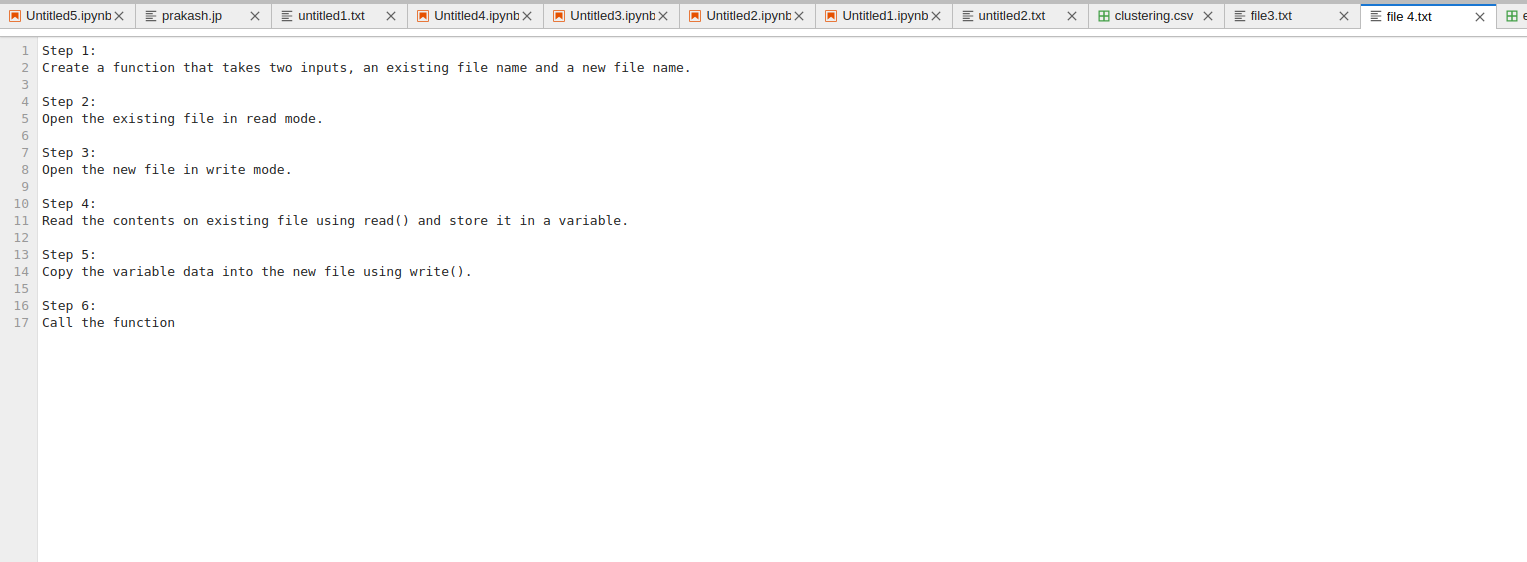 Untitled5.ipynb prakash.jp untitled1.txt Untitled4.ipynb Untitled3.ipynb Untitled2.ipynb Untitled1.ipynb untitled2.txt clustering.csv file3.txt file 4.txt
1 Step 1:
2 Create a function that takes two inputs, an existing file name and a new file name.
3
4 Step 2:
5 Open the existing file in read mode.
6
7 Step 3:
8 Open the new file in write mode.
9
10 Step 4:
11 Read the contents on existing file using read() and store it in a variable.
12
13 Step 5:
14 Copy the variable data into the new file using write().
15
16 Step 6:
17 Call the function